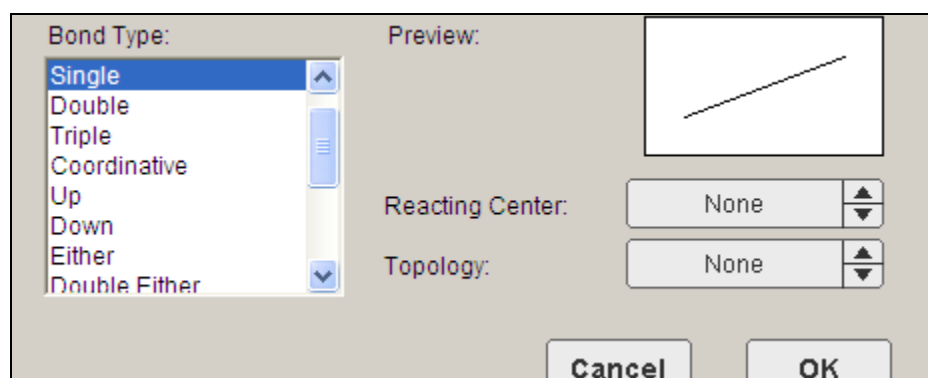 Bond Type:
Preview:
Single
Double
Triple
Coordinative
Up
Down
Either
Double Either
Reacting Center:
None
Topology:
None
Cancel
OK